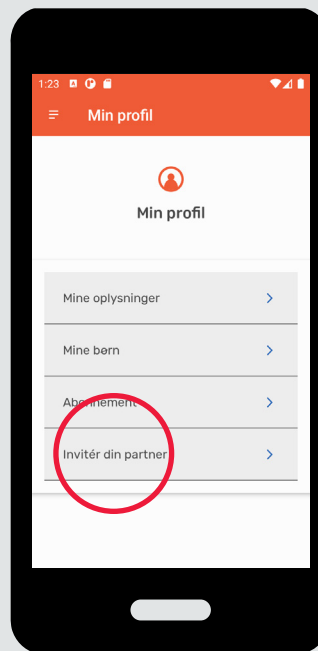 1:23
Min profil
Min profil
Mine oplysninger
Mine børn
Abonnement
Invitér din partner